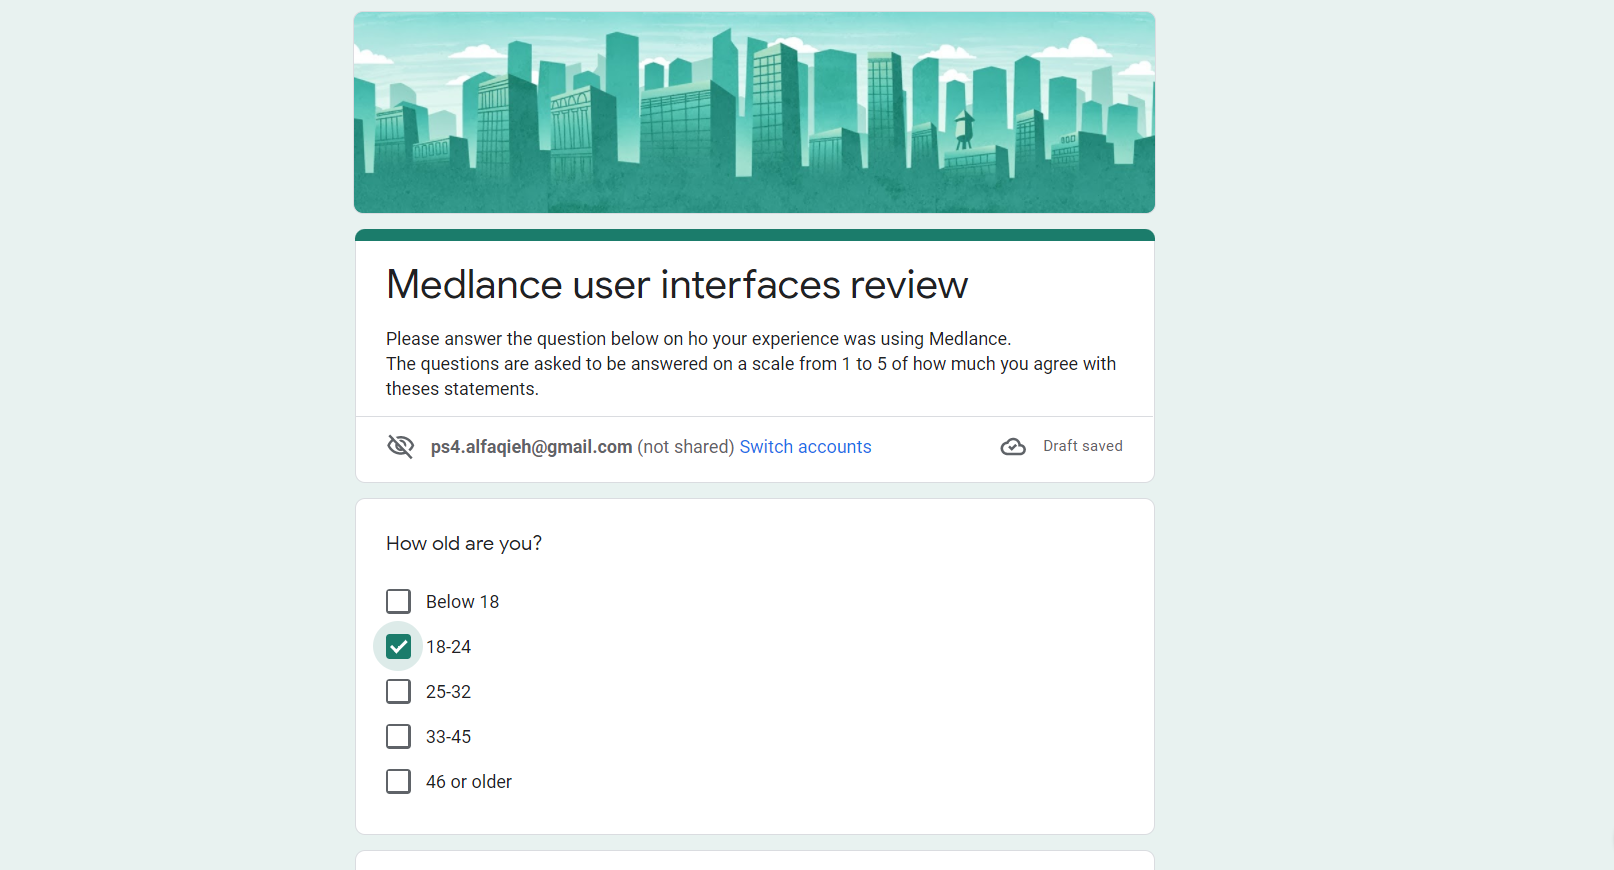 Medlance user interfaces review
Please answer the question below on ho your experience was using Medlance.
The questions are asked to be answered on a scale from 1 to 5 of how much you agree with
theses statements.
ps4.alfaqieh@gmail.com (not shared) Switch accounts
Draft saved
How old are you?
Below 18
18-24
25-32
33-45
46 or older